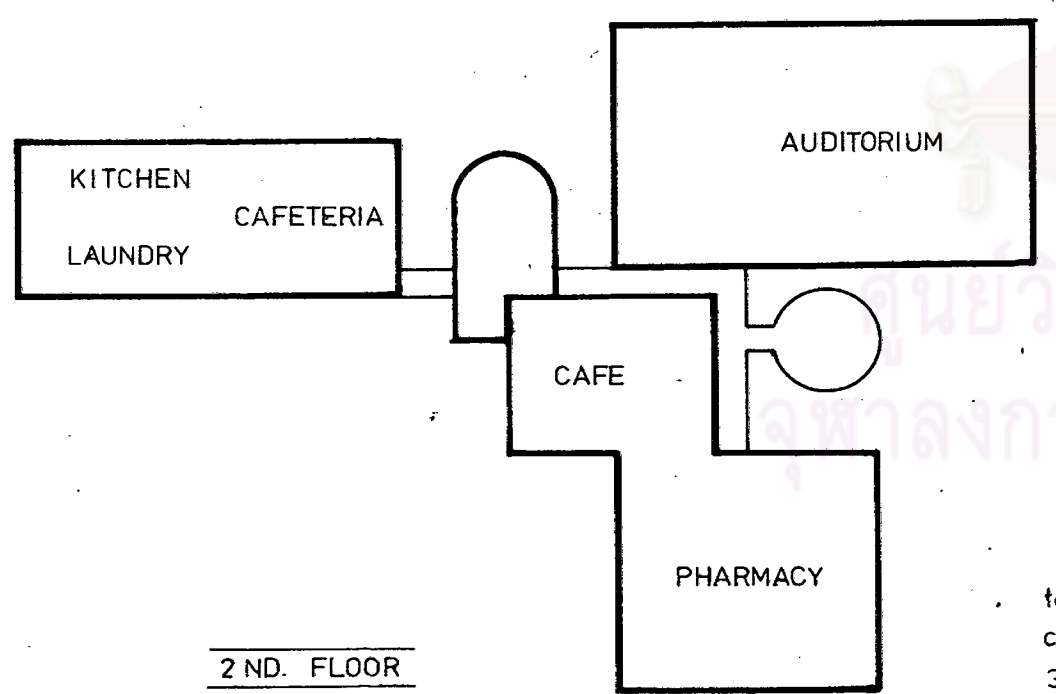 AUDITORIUM
KITCHEN
CAFETERIA
LAUNDRY
CAFE
PHARMACY
2 ND. FLOOR